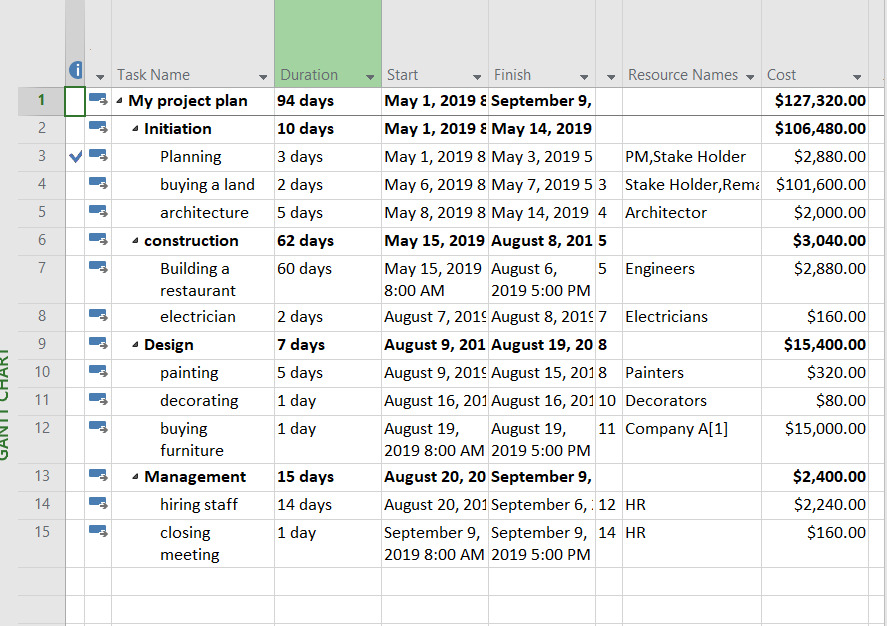 Task Name Duration Start Finish Resource Names Cost
1 My project plan 94 days May 1, 2019 8 September 9, $127,320.00
2 Initiation 10 days May 1, 2019 8 May 14, 2019 $106,480.00
3 Planning 3 days May 1, 2019 8 May 3, 2019 5 PM,Stake Holder $2,880.00
4 buying a land 2 days May 6, 2019 8 May 7, 2019 5 3 Stake Holder,Rema $101,600.00
5 architecture 5 days May 8, 2019 8 May 14, 2019 4 Architector $2,000.00
6 construction 62 days May 15, 2019 August 8, 201 5 $3,040.00
7 Building a 60 days May 15, 2019 August 6, 5 Engineers $2,880.00
restaurant 8:00 AM 2019 5:00 PM
8 electrician 2 days August 7, 2019 August 8, 2019 7 Electricians $160.00
9 Design 7 days August 9, 201 August 19, 20 8 $15,400.00
10 painting 5 days August 9, 2019 August 15, 201 8 Painters $320.00
11 decorating 1 day August 16, 201 August 16, 201 10 Decorators $80.00
12 buying 1 day August 19, August 19, 11 Company A[1] $15,000.00
furniture 2019 8:00 AM 2019 5:00 PM
13 Management 15 days August 20, 20 September 9, $2,400.00
14 hiring staff 14 days August 20, 201 September 6, 12 HR $2,240.00
15 closing 1 day September 9, September 9, 14 HR $160.00
meeting 2019 8:00 AM 2019 5:00 PM
GANTT CHART